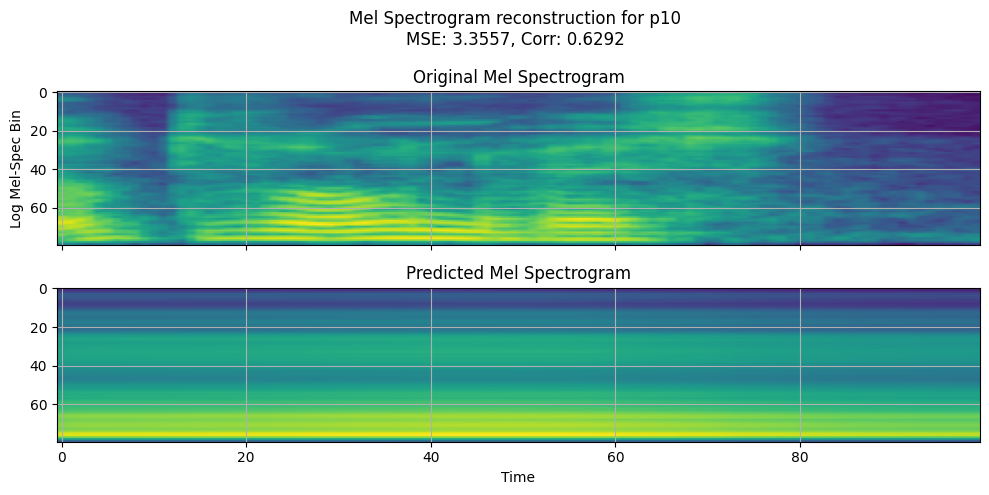 Mel Spectrogram reconstruction for p10
MSE: 3.3557, Corr: 0.6292
Original Mel Spectrogram
0
20
40
60
Log Mel-Spec Bin
Predicted Mel Spectrogram
0
20
40
60
0 20 40 60 80
Time